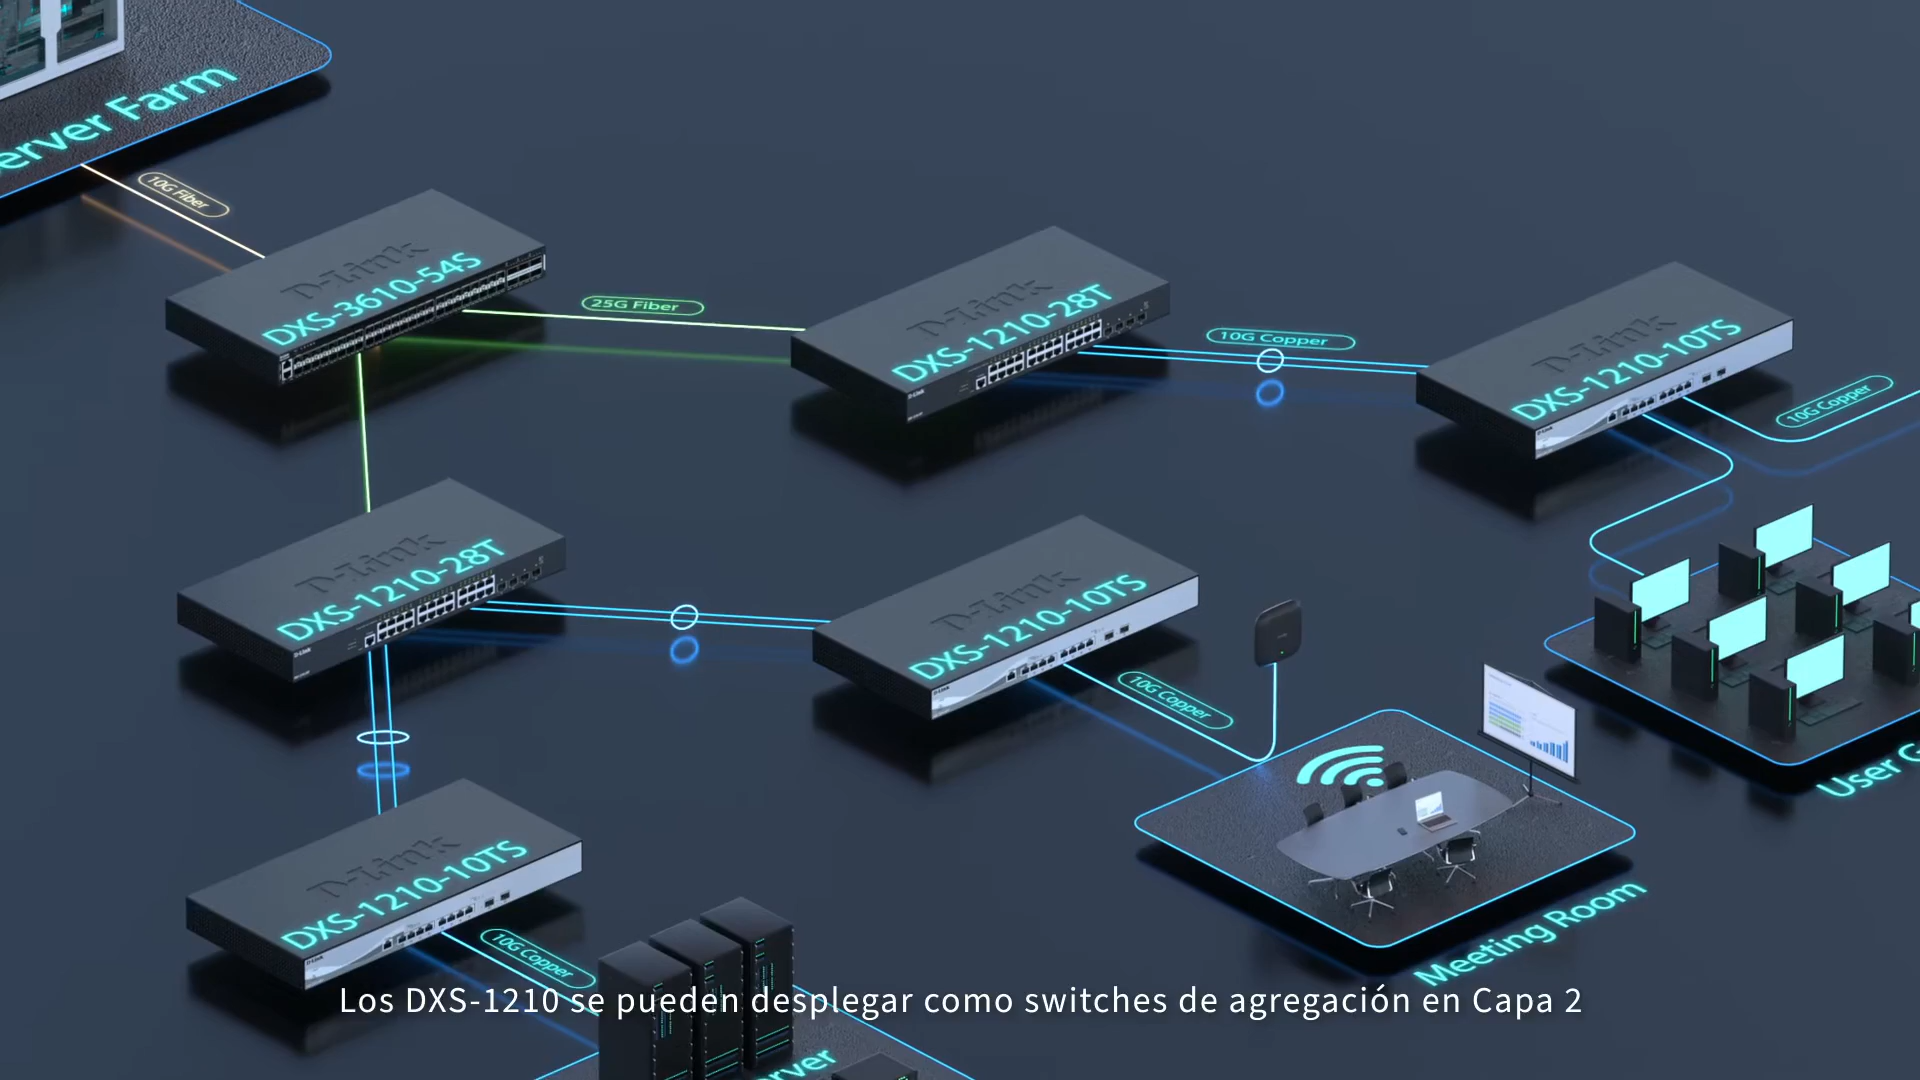 Server Farm
10G Fiber
D-Link
DXS-3610-54S
25G Fiber
D-Link
DXS-1210-28T
10G Copper
D-Link
DXS-1210-10TS
10G Copper
D-Link
DXS-1210-28T
D-Link
DXS-1210-10TS
10G Copper
User G
Meeting Room
D-Link
DXS-1210-10TS
10G Copper
erver
Los DXS-1210 se pueden desplegar como switches de agregación en Capa 2